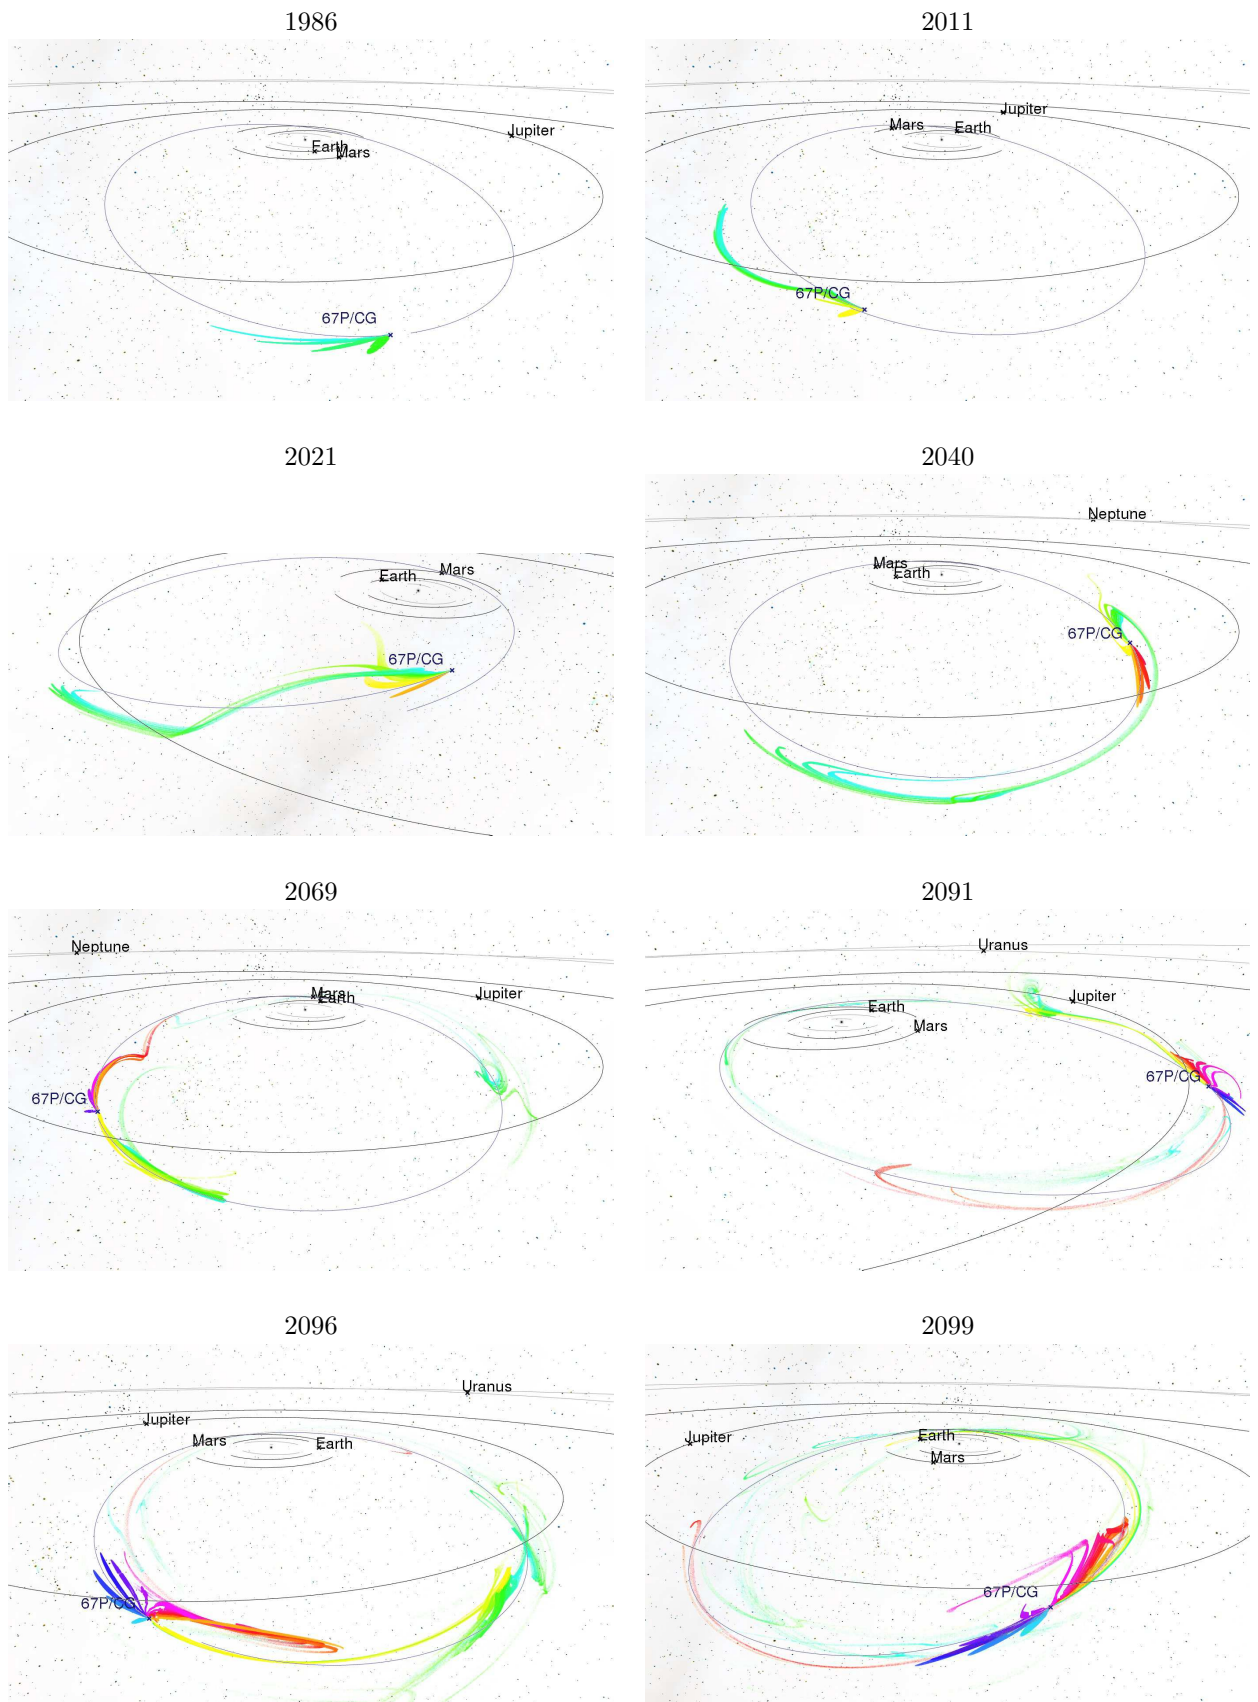 1986
Jupiter
Earth
Mars
67P/CG
2011
Jupiter
Mars
Earth
67P/CG
2021
Mars
Earth
67P/CG
2040
Neptune
Mars
Earth
67P/CG
2069
Neptune
Mars
Earth
Jupiter
67P/CG
2091
Uranus
Jupiter
Earth
Mars
67P/CG
2096
Uranus
Jupiter
Mars
Earth
67P/CG
2099
Earth
Jupiter
Mars
67P/CG